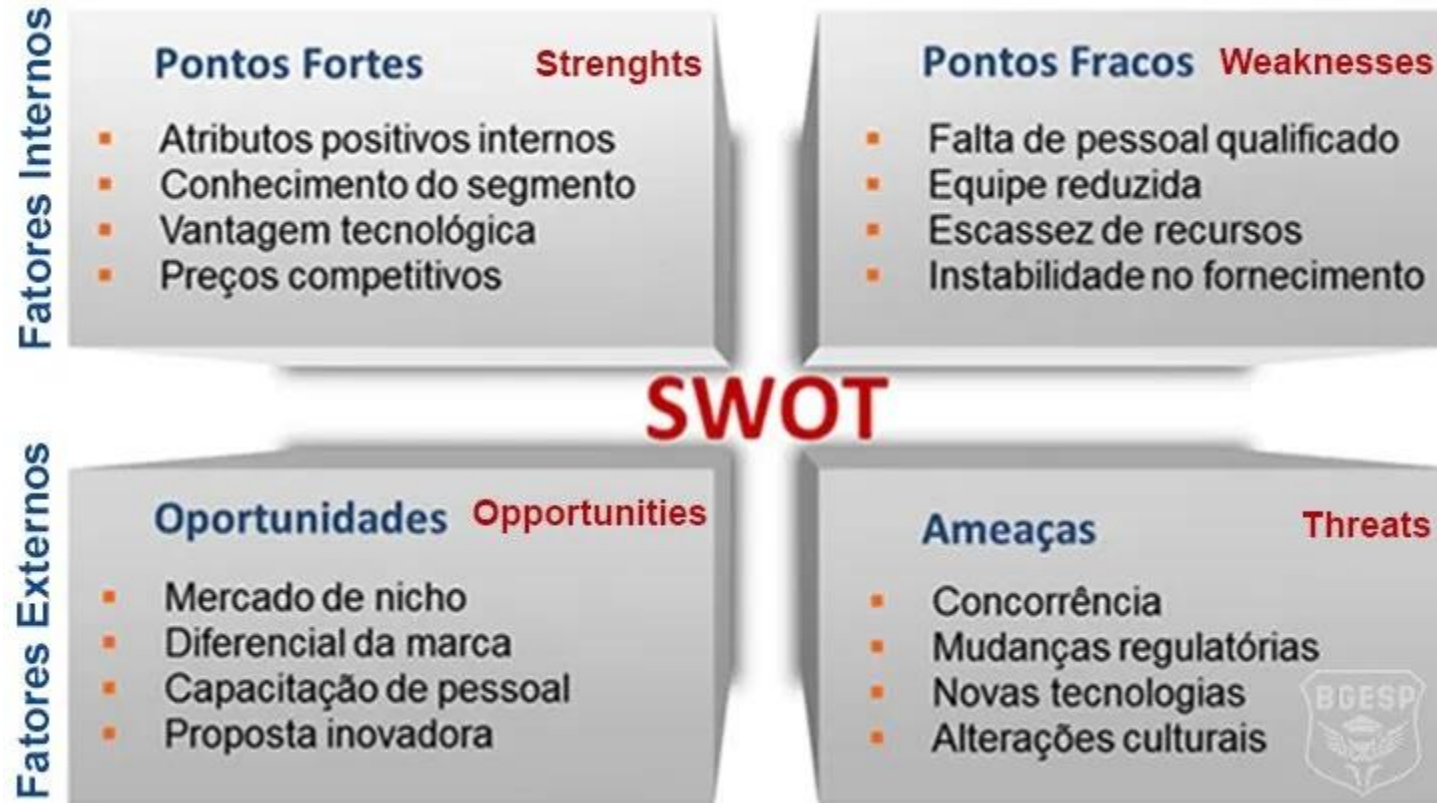 Fatores Internos
Pontos Fortes Strenghts
▪ Atributos positivos internos
▪ Conhecimento do segmento
▪ Vantagem tecnológica
▪ Preços competitivos
Pontos Fracos Weaknesses
▪ Falta de pessoal qualificado
▪ Equipe reduzida
▪ Escassez de recursos
▪ Instabilidade no fornecimento
SWOT
Fatores Externos
Oportunidades Opportunities
▪ Mercado de nicho
▪ Diferencial da marca
▪ Capacitação de pessoal
▪ Proposta inovadora
Ameaças Threats
▪ Concorrência
▪ Mudanças regulatórias
▪ Novas tecnologias
▪ Alterações culturais
BGESP